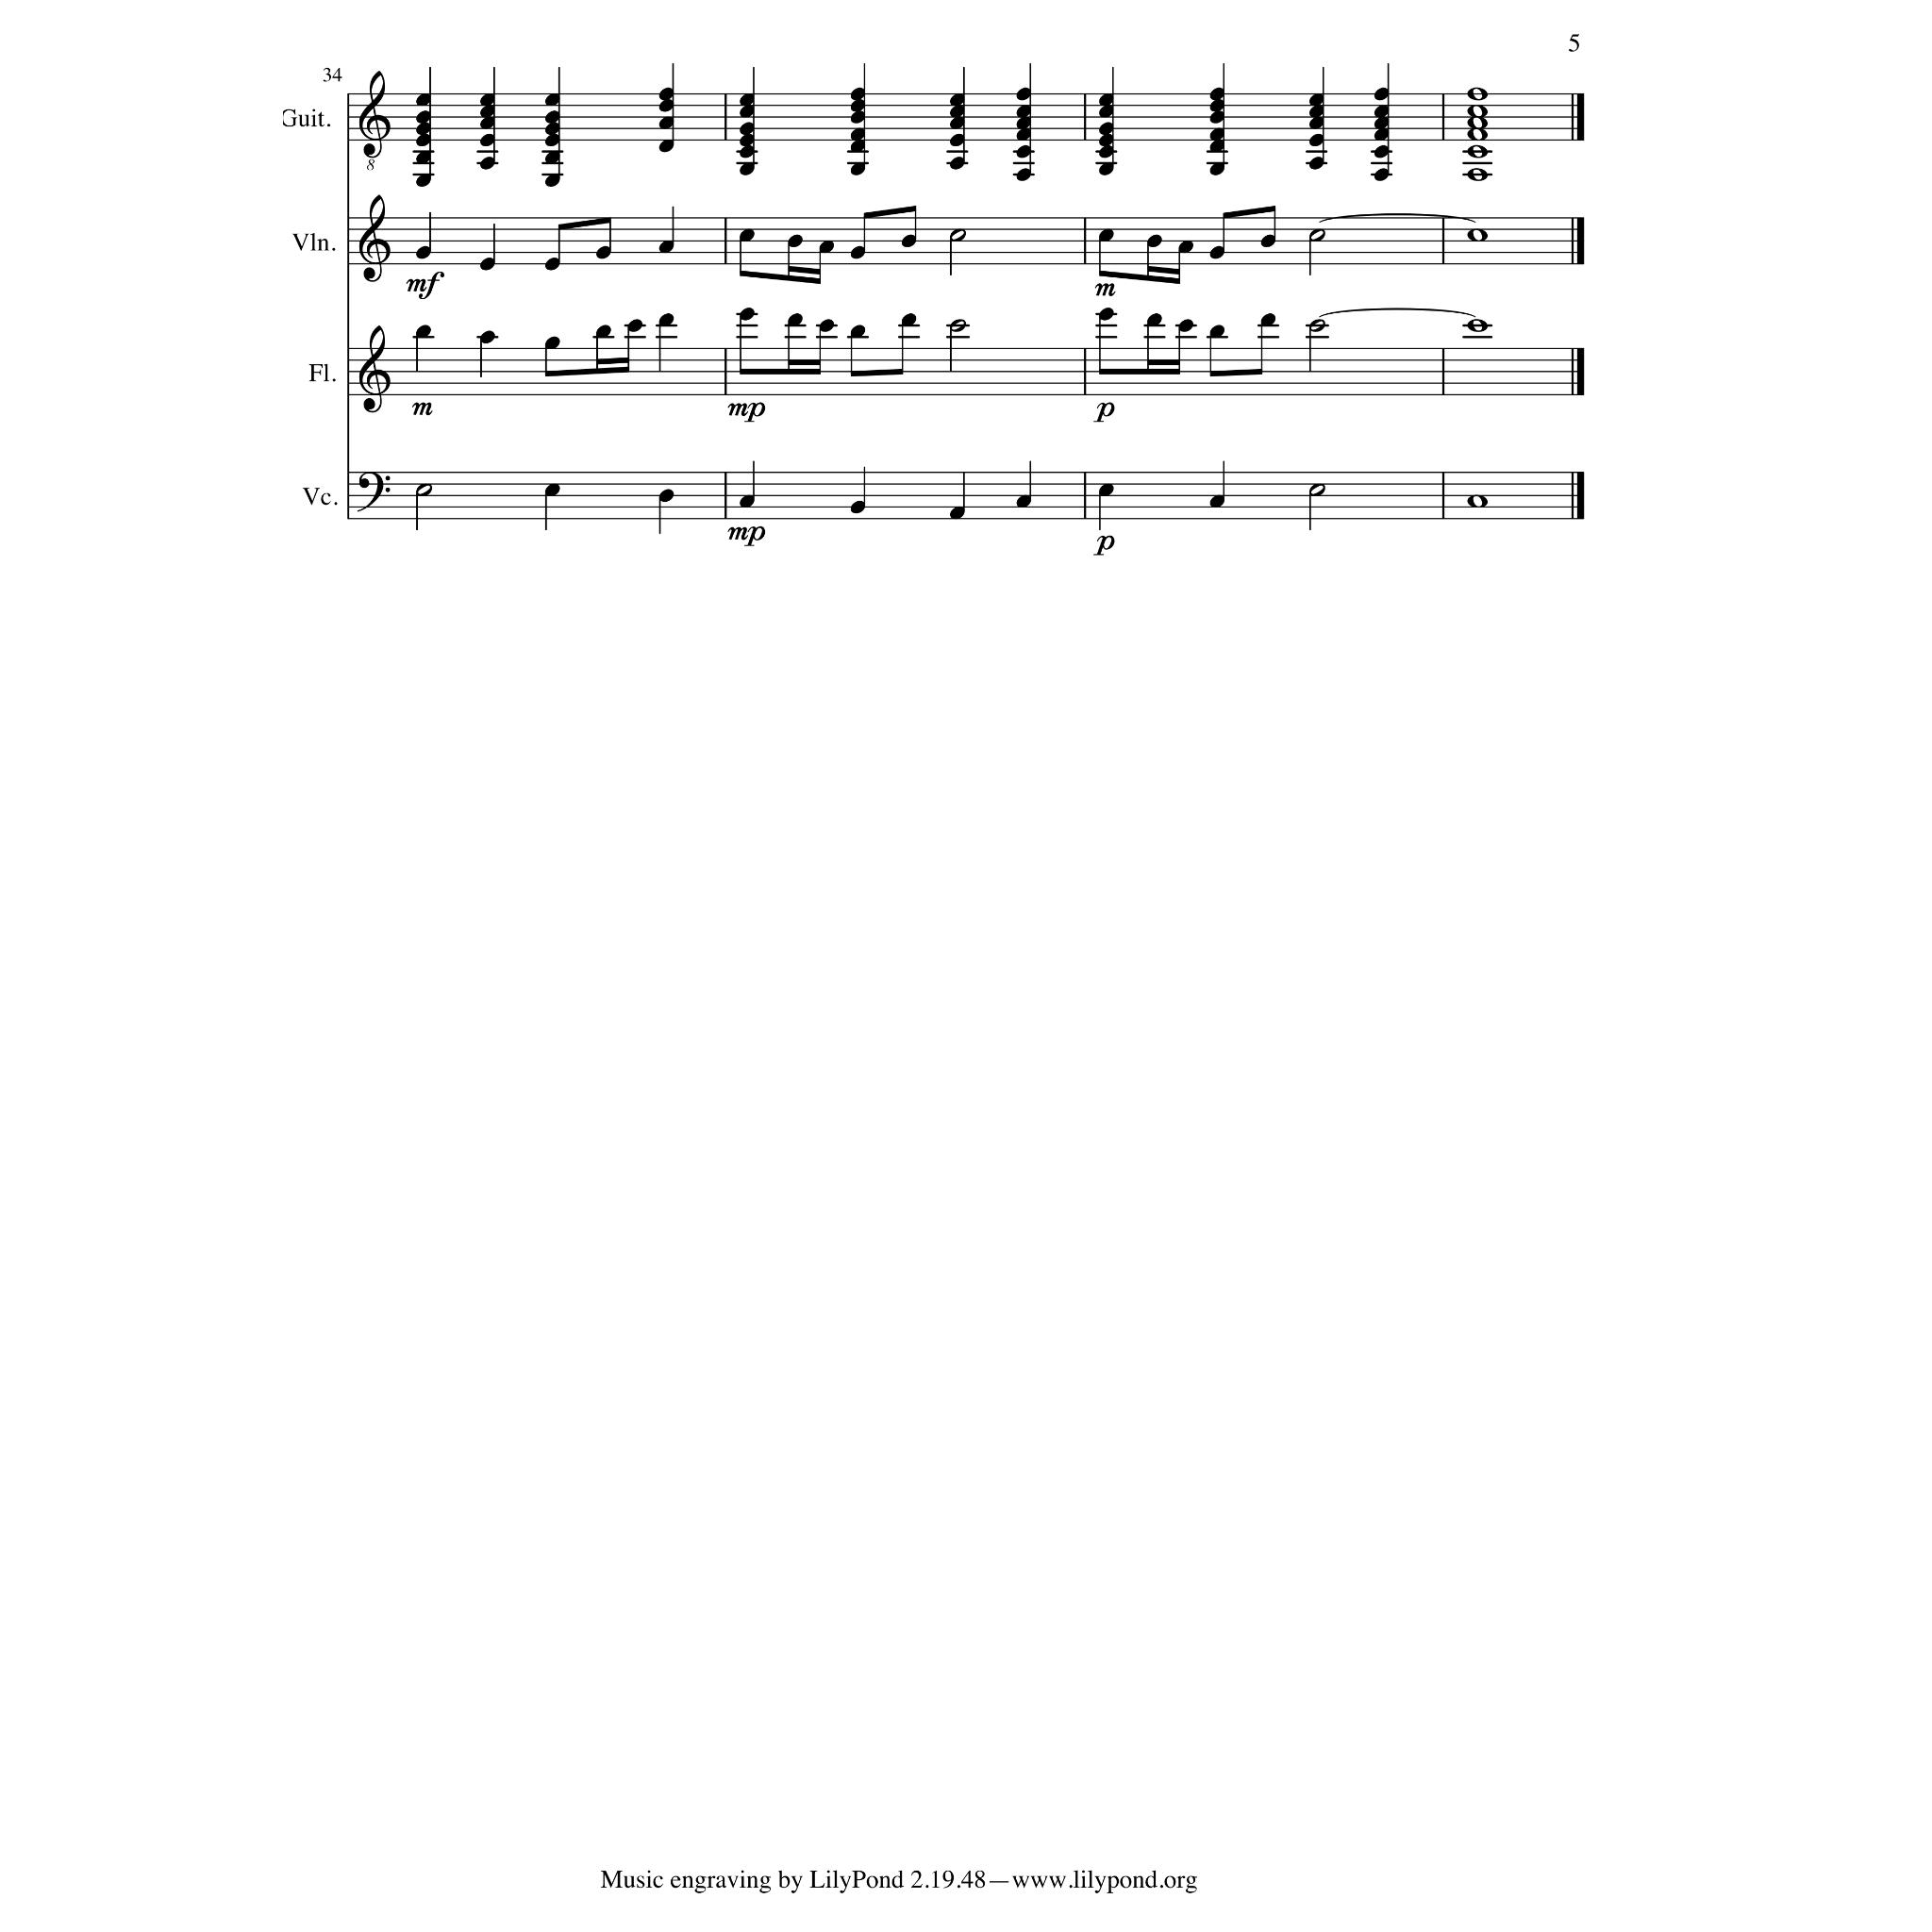 5
34
Guit.
8
Vln.
mf
m
Fl.
m
mp
p
Vc.
mp
p
Music engraving by LilyPond 2.19.48—www.lilypond.org